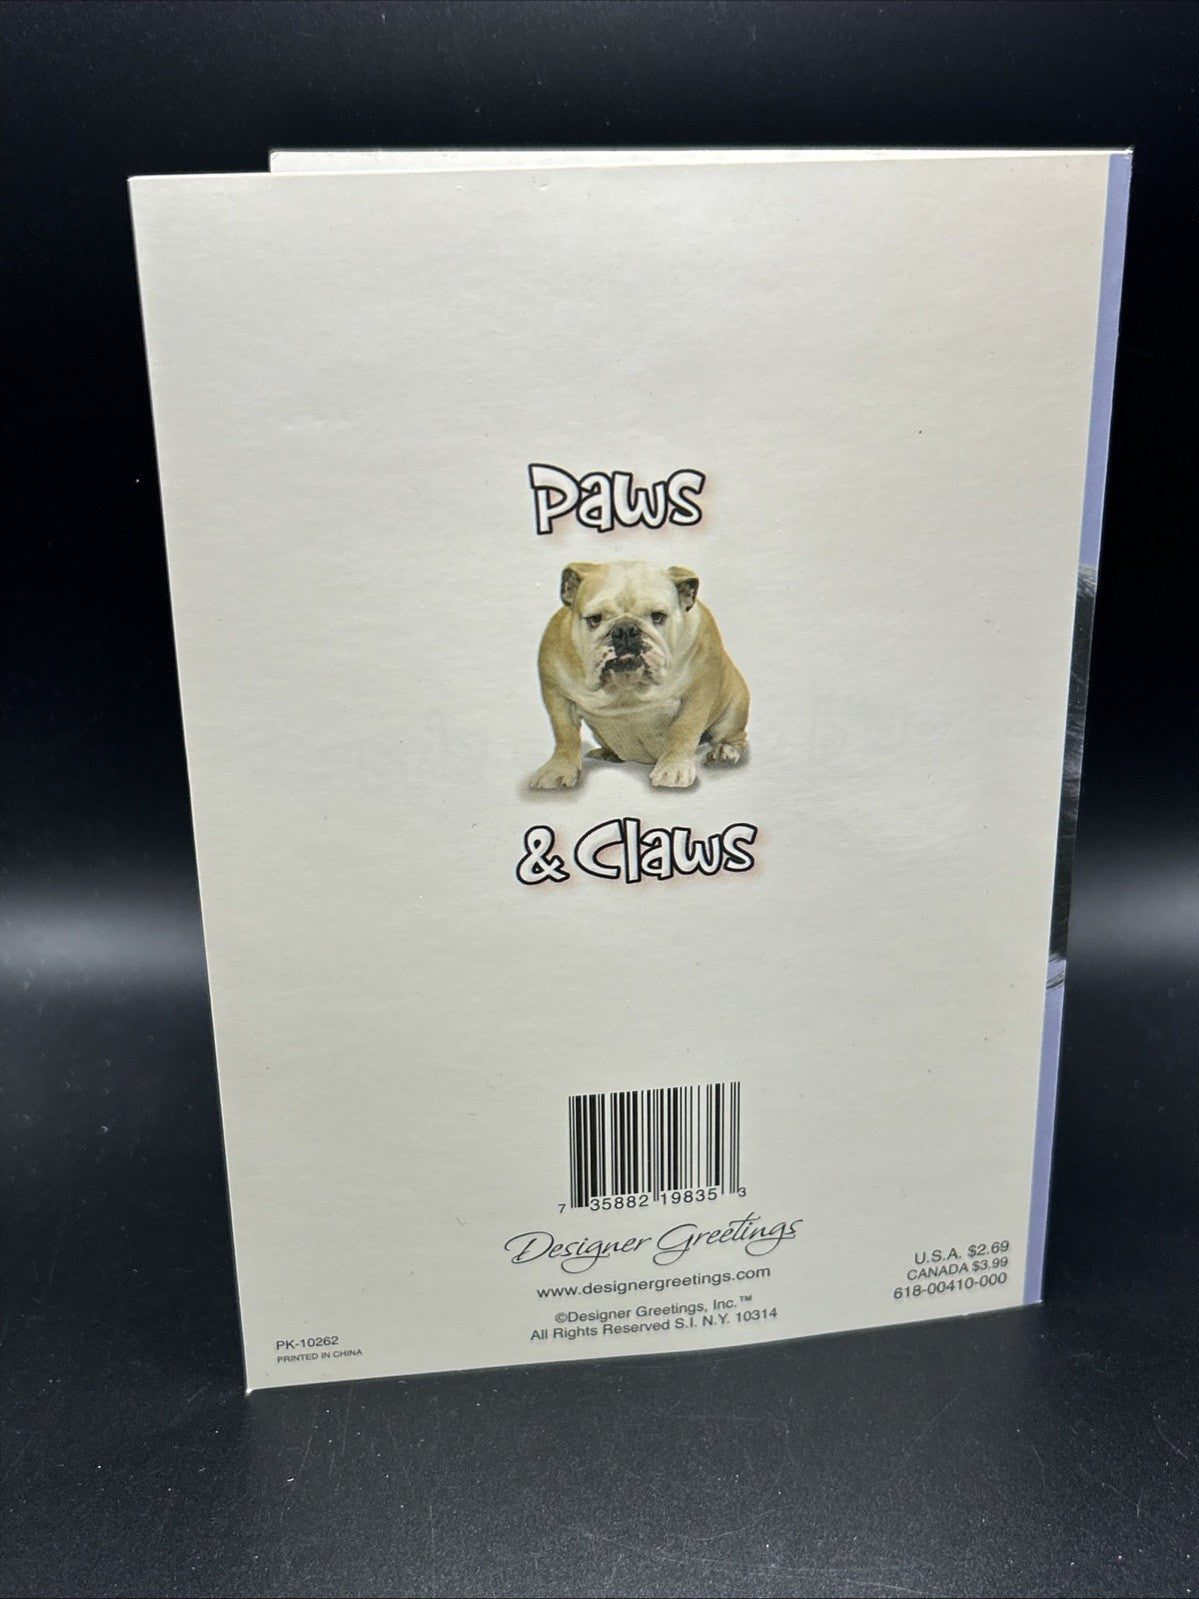 Paws
& Claws
7 35882 19835 3
Designer Greetings
www.designergreetings.com
©Designer Greetings, Inc.™
All Rights Reserved S.I. N.Y. 10314
U.S.A. $2.69
CANADA $3.99
618-00410-000
PK-10262
PRINTED IN CHINA